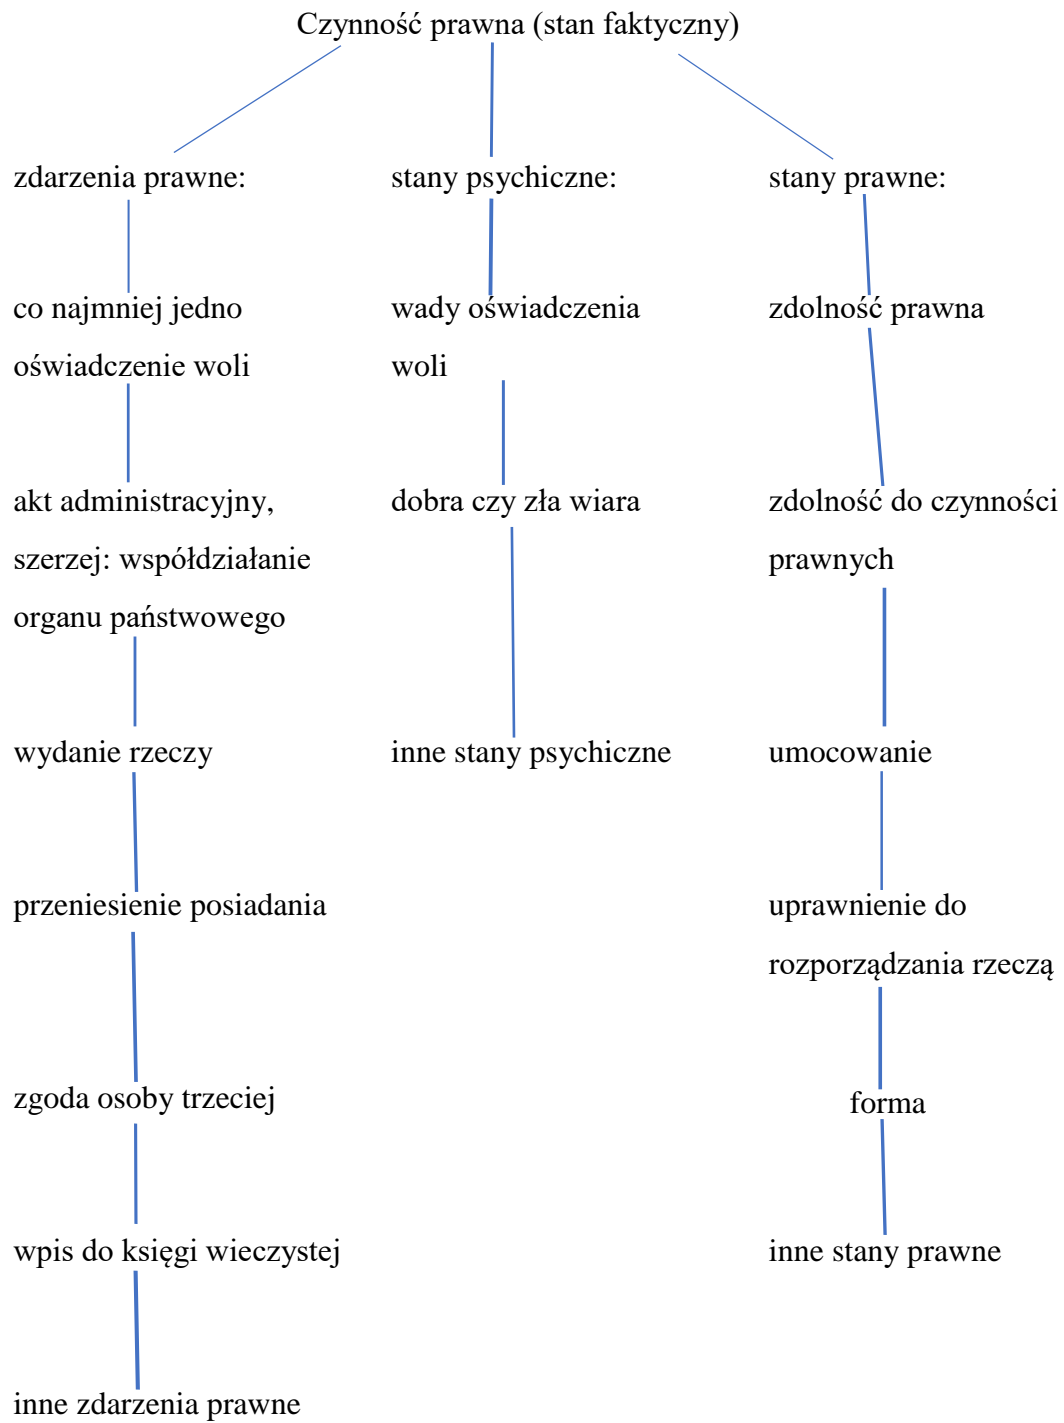 Czynność prawna (stan faktyczny)
zdarzenia prawne:
co najmniej jedno
oświadczenie woli
akt administracyjny,
szerzej: współdziałanie
organu państwowego
wydanie rzeczy
przeniesienie posiadania
zgoda osoby trzeciej
wpis do księgi wieczystej
inne zdarzenia prawne
stany psychiczne:
wady oświadczenia
woli
dobra czy zła wiara
inne stany psychiczne
stany prawne:
zdolność prawna
zdolność do czynności
prawnych
umocowanie
uprawnienie do
rozporządzania rzeczą
forma
inne stany prawne